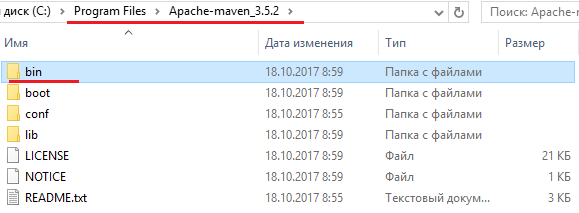 диск (C:) > Program Files > Apache-maven_3.5.2 > Поиск: Apache-
Имя Дата изменения Тип Размер
bin 18.10.2017 8:59 Папка с файлами
boot 18.10.2017 8:59 Папка с файлами
conf 18.10.2017 8:55 Папка с файлами
lib 18.10.2017 8:59 Папка с файлами
LICENSE 18.10.2017 8:59 Файл 21 КБ
NOTICE 18.10.2017 8:59 Файл 1 КБ
README.txt 18.10.2017 8:55 Текстовый докум... 3 КБ